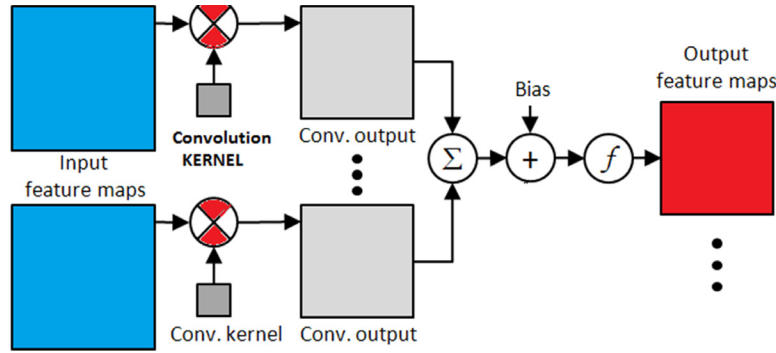 Convolution
KERNEL
Conv. output
Input
feature maps
Conv. kernel
Conv. output
Σ
Bias
+
f
Output
feature maps